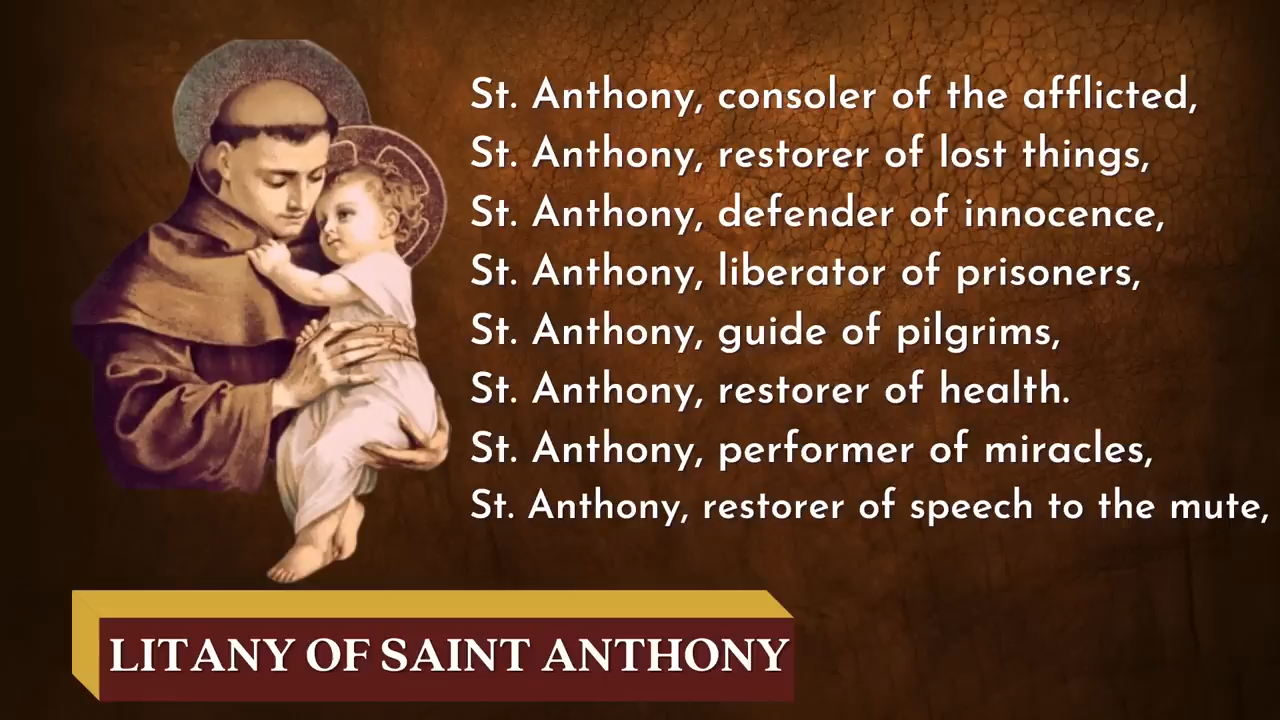 St. Anthony, consoler of the afflicted,
St. Anthony, restorer of lost things,
St. Anthony, defender of innocence,
St. Anthony, liberator of prisoners,
St. Anthony, guide of pilgrims,
St. Anthony, restorer of health.
St. Anthony, performer of miracles,
St. Anthony, restorer of speech to the mute,
LITANY OF SAINT ANTHONY